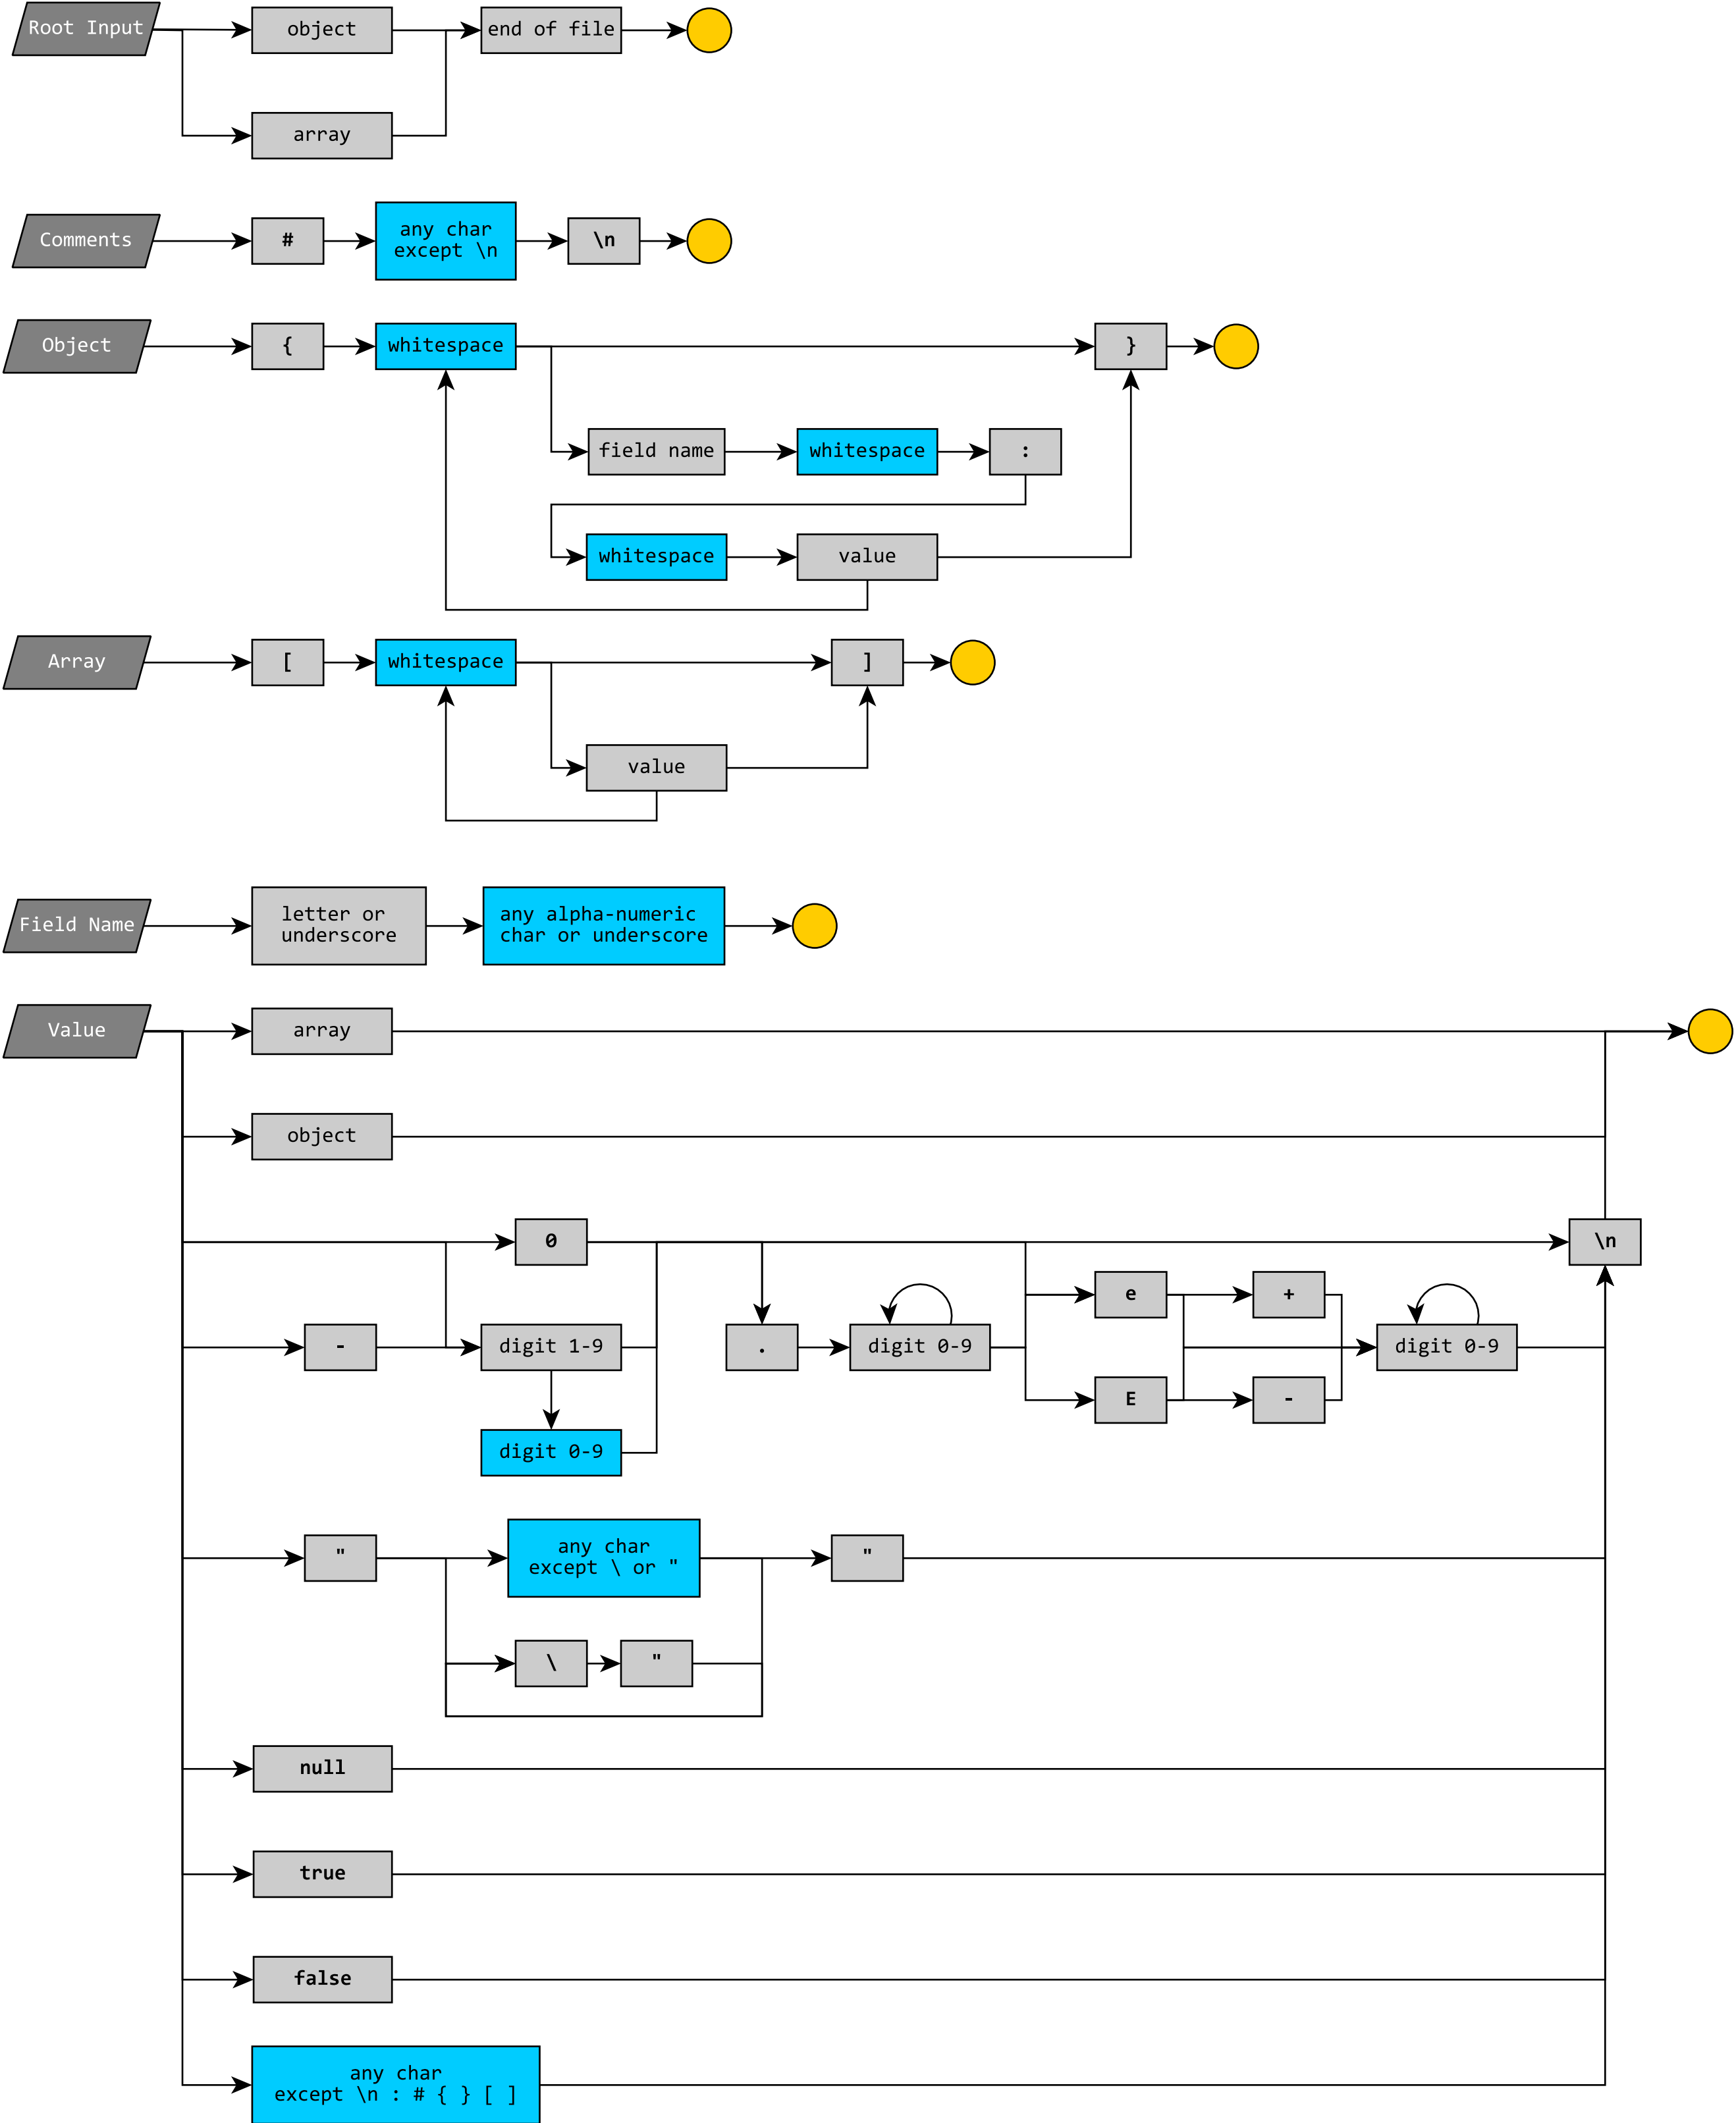 Root Input
object
end of file
array
Comments
#
any char
except \n
\n
Object
{
whitespace
}
field name
whitespace
:
whitespace
value
Array
[
whitespace
]
value
Field Name
letter or
underscore
any alpha-numeric
char or underscore
Value
array
object
0
\n
e
+
-
digit 1-9
.
digit 0-9
digit 0-9
E
-
digit 0-9
"
any char
except \ or "
"
\
"
null
true
false
any char
except \n : # { } [ ]